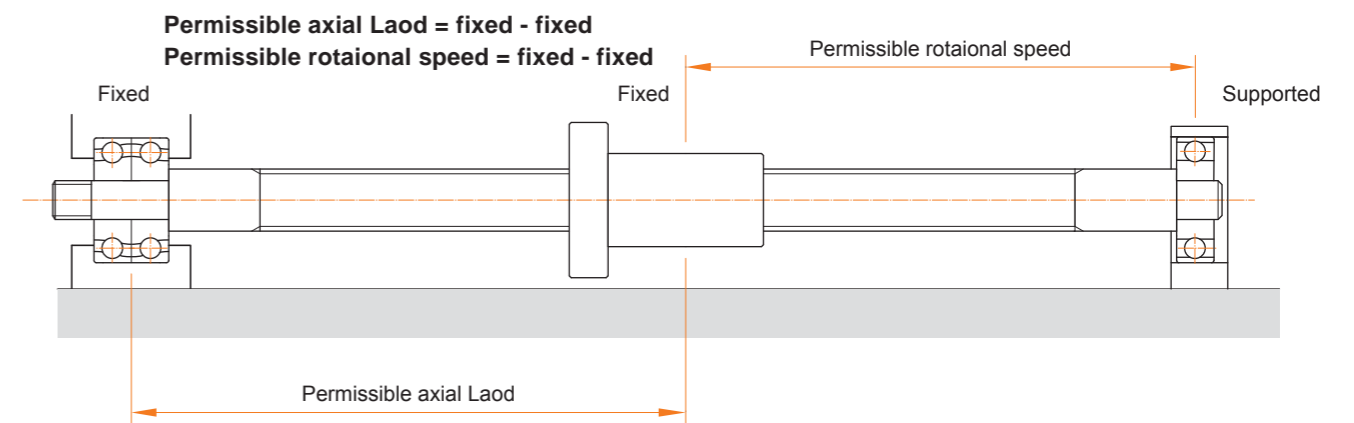 Permissible axial Laod = fixed - fixed
Permissible rotaional speed = fixed - fixed
Permissible rotaional speed
Fixed
Fixed
Supported
Permissible axial Laod